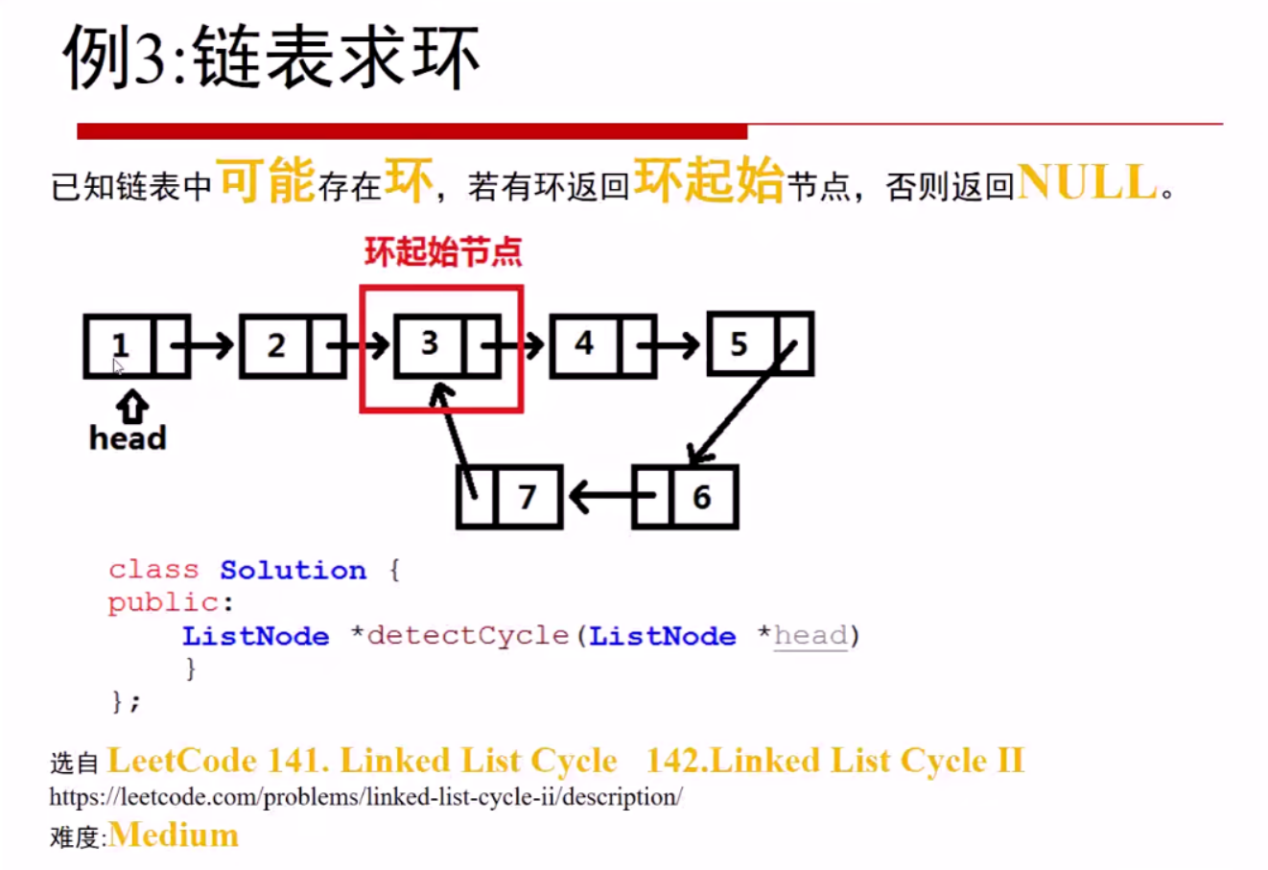 例3:链表求环
已知链表中可能存在环，若有环返回环起始节点，否则返回NULL。
环起始节点
1 2 3 4 5
head
7 6
class Solution {
public:
ListNode *detectCycle(ListNode *head)
}
};
选自 LeetCode 141. Linked List Cycle 142.Linked List Cycle II
https://leetcode.com/problems/linked-list-cycle-ii/description/
难度:Medium